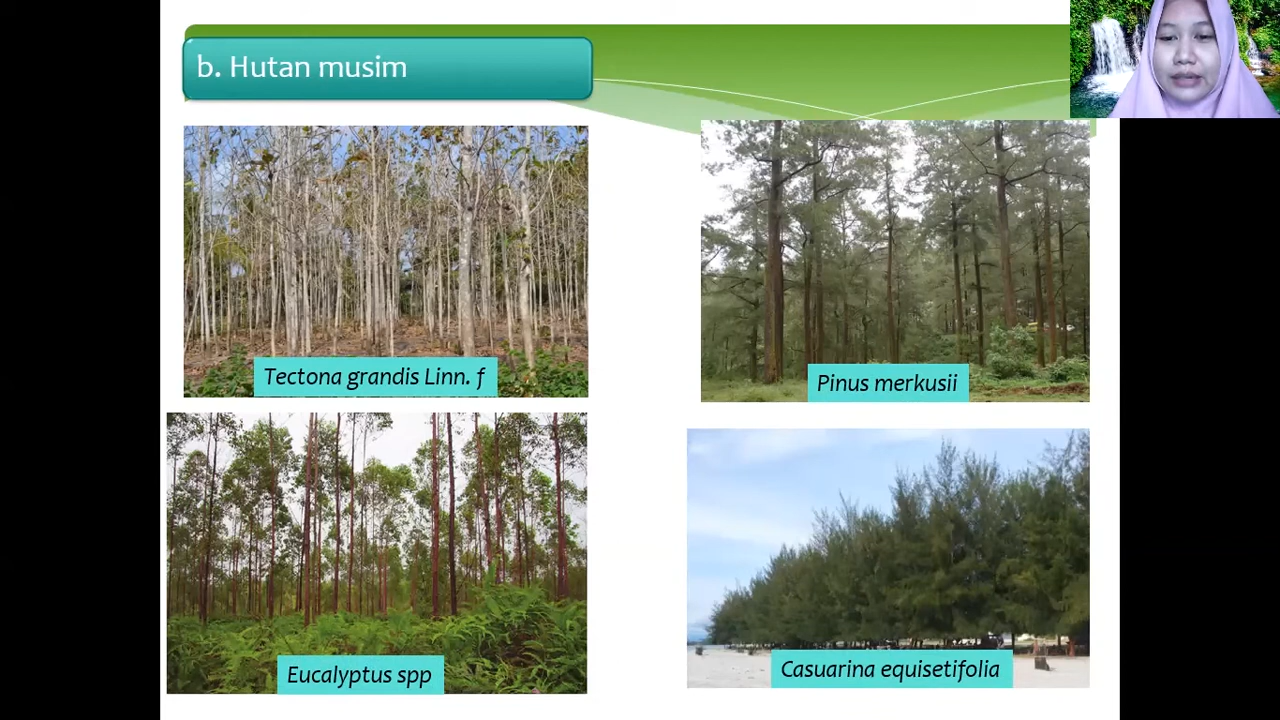 b. Hutan musim
Tectona grandis Linn. f
Pinus merkusii
Eucalyptus spp
Casuarina equisetifolia